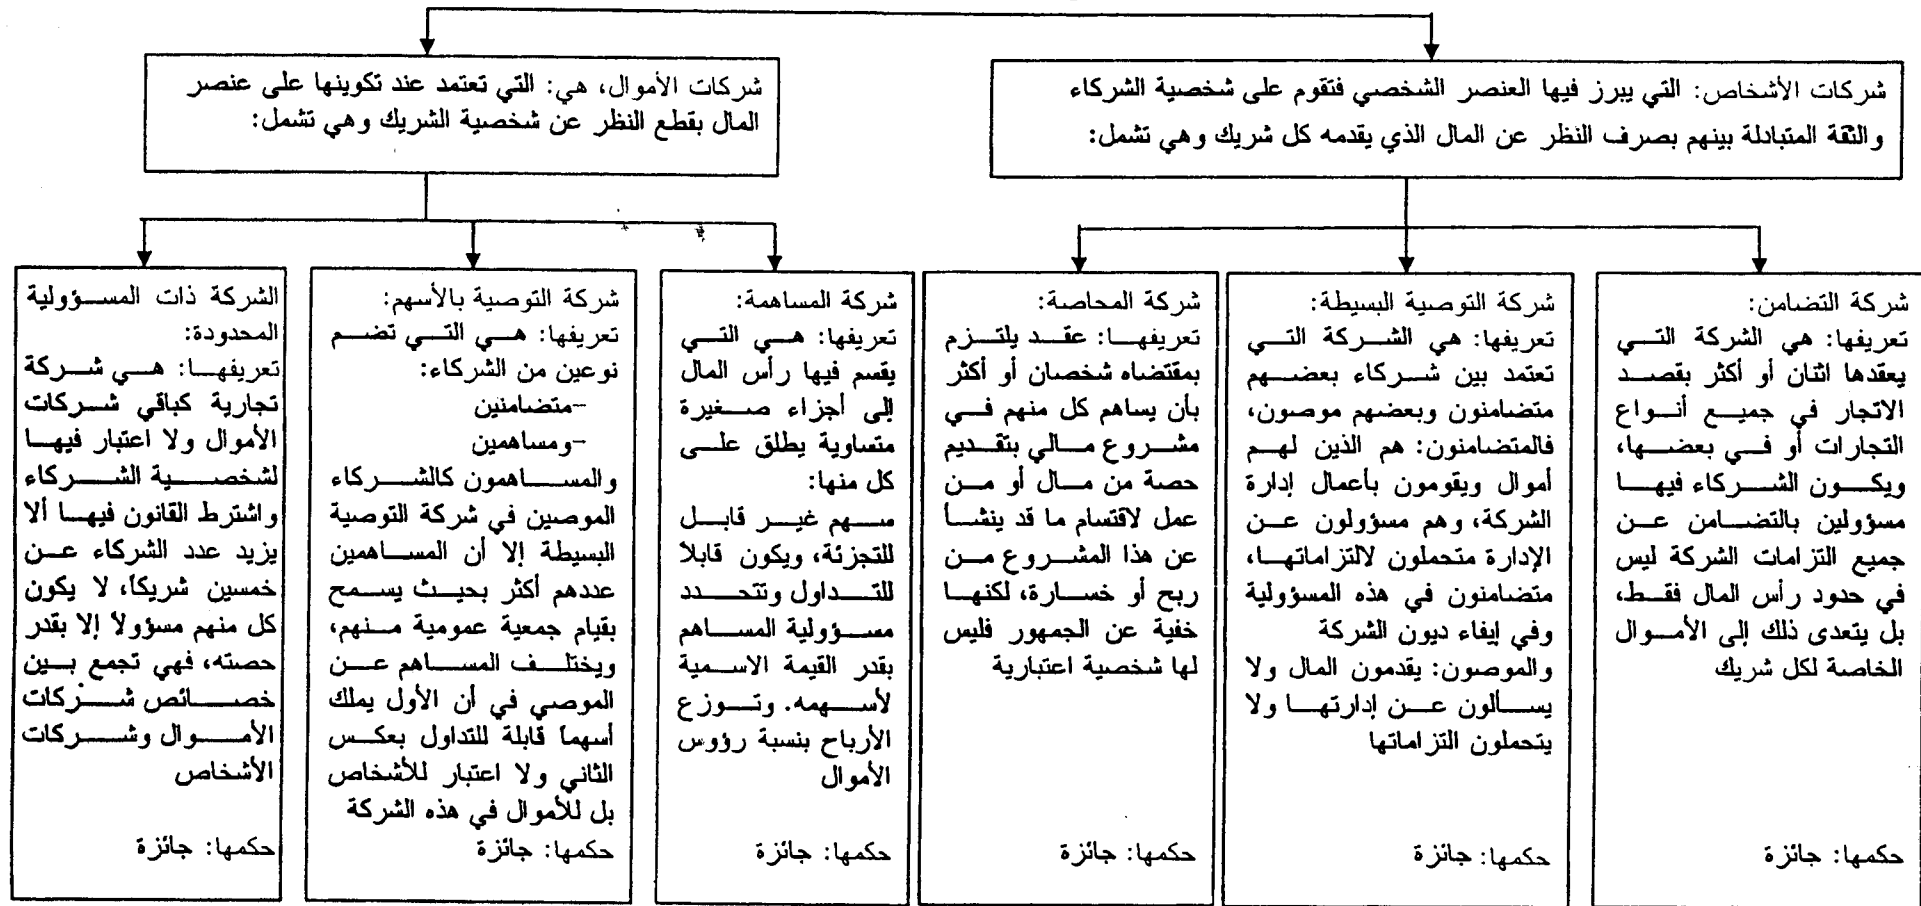 شركات الأشخاص: التي يبرز فيها العنصر الشخصي فتقوم على شخصية الشركاء
والثقة المتبادلة بينهم بصرف النظر عن المال الذي يقدمه كل شريك وهي تشمل:
شركات الأموال، هي: التي تعتمد عند تكوينها على عنصر
المال بقطع النظر عن شخصية الشريك وهي تشمل:
شركة التضامن:
تعريفها: هي الشركة التي
يعقدها اثنان أو أكثر بقصد
الاتجار في جميع أنواع
التجارات أو في بعضها،
ويكون الشركاء فيها
مسؤولين بالتضامن عن
جميع التزامات الشركة ليس
في حدود رأس المال فقط،
بل يتعدى ذلك إلى الأموال
الخاصة لكل شريك
حكمها: جائزة
شركة التوصية البسيطة:
تعريفها: هي الشركة التي
تعتمد بين شركاء بعضهم
متضامنون وبعضهم موصون،
فالمتضامنون: هم الذين لهم
أموال ويقومون بأعمال إدارة
الشركة، وهم مسؤولون عن
الإدارة متحملون لالتزاماتها،
متضامنون في هذه المسؤولية
وفي إيفاء ديون الشركة
والموصون: يقدمون المال ولا
يسألون عن إدارتها ولا
يتحملون التزاماتها
حكمها: جائزة
شركة المحاصة:
تعريفها: عقد يلتزم
بمقتضاه شخصان أو أكثر
بأن يساهم كل منهم في
مشروع مالي بتقديم
حصة من مال أو من
عمل لاقتسام ما قد ينشأ
عن هذا المشروع من
ربح أو خسارة، لكنها
خفية عن الجمهور فليس
لها شخصية اعتبارية
حكمها: جائزة
شركة المساهمة:
تعريفها: هي التي
يقسم فيها رأس المال
إلى أجزاء صغيرة
متساوية يطلق على
كل منها:
سهم غير قابل
للتجزئة، ويكون قابلاً
للتداول وتتحدد
مسؤولية المساهم
بقدر القيمة الاسمية
لأسهمه. وتوزع
الأرباح بنسبة رؤوس
الأموال
حكمها: جائزة
شركة التوصية بالأسهم:
تعريفها: هي التي تضم
نوعين من الشركاء:
-متضامنين
-ومساهمين
والمساهمون كالشركاء
الموصين في شركة التوصية
البسيطة إلا أن المساهمين
عددهم أكثر بحيث يسمح
بقيام جمعية عمومية منهم،
ويختلف المساهم عن
الموصي في أن الأول يملك
أسهماً قابلة للتداول بعكس
الثاني ولا اعتبار للأشخاص
بل للأموال في هذه الشركة
حكمها: جائزة
الشركة ذات المسؤولية
المحدودة:
تعريفها: هي شركة
تجارية كباقي شركات
الأموال ولا اعتبار فيها
لشخصية الشركاء
واشترط القانون فيها ألا
يزيد عدد الشركاء عن
خمسين شريكاً، لا يكون
كل منهم مسؤولاً إلا بقدر
حصته، فهي تجمع بين
خصائص شركات
الأموال وشركات
الأشخاص
حكمها: جائزة